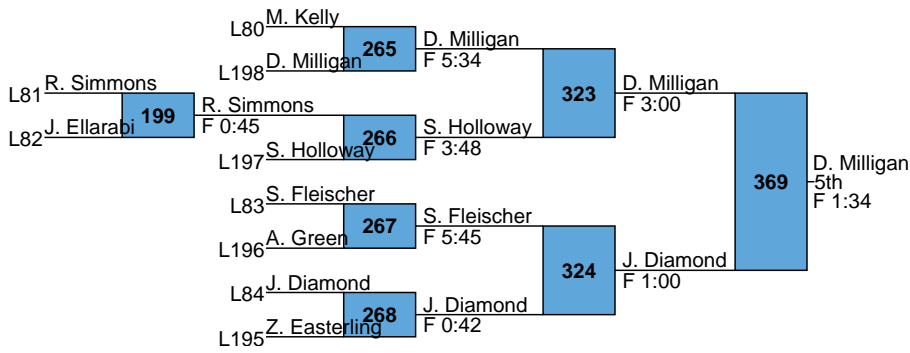 M. Kelly
L80
265
D. Milligan
F 5:34
L198
D. Milligan
R. Simmons
L81
199
R. Simmons
F 0:45
L82
J. Ellarabi
323
D. Milligan
F 3:00
266
S. Holloway
F 3:48
L197
S. Holloway
369
D. Milligan
5th
F 1:34
L83
S. Fleischer
267
S. Fleischer
F 5:45
L196
A. Green
324
J. Diamond
F 1:00
L84
J. Diamond
268
J. Diamond
F 0:42
L195
Z. Easterling